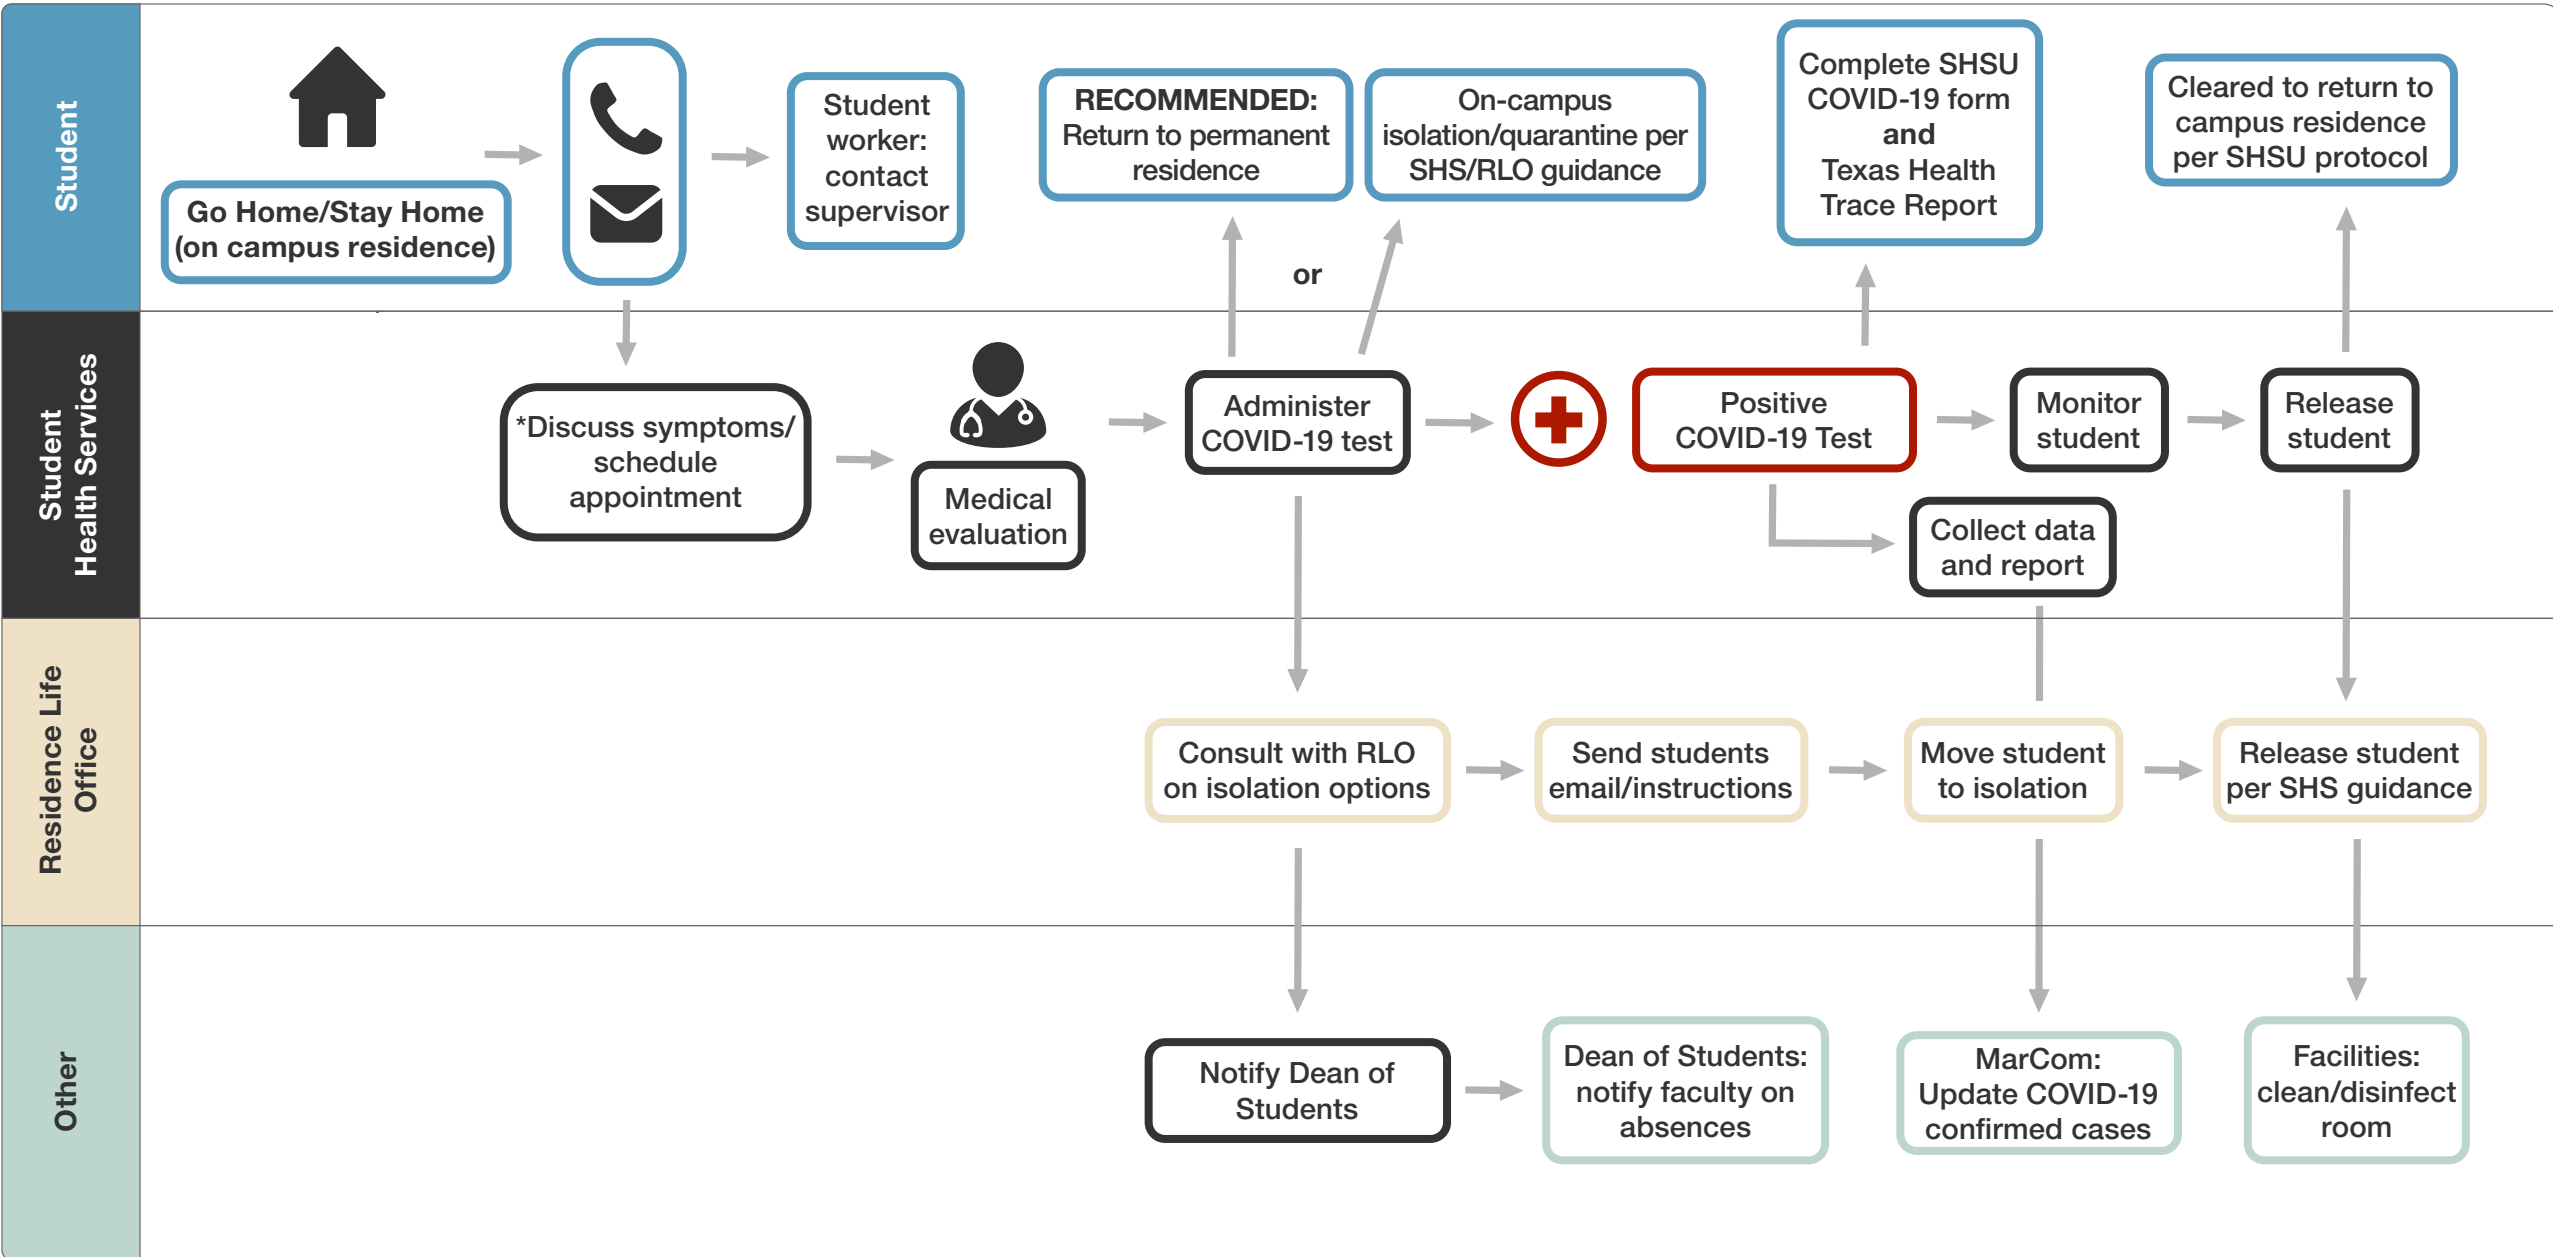 Student
Go Home/Stay Home
(on campus residence)
Student
worker:
contact
supervisor
RECOMMENDED:
Return to permanent
residence
or
On-campus
isolation/quarantine per
SHS/RLO guidance
Complete SHSU
COVID-19 form
and
Texas Health
Trace Report
Cleared to return to
campus residence
per SHSU protocol
Student
Health Services
*Discuss symptoms/
schedule
appointment
Medical
evaluation
Administer
COVID-19 test
Positive
COVID-19 Test
Monitor
student
Release
student
Collect data
and report
Residence Life
Office
Consult with RLO
on isolation options
Send students
email/instructions
Move student
to isolation
Release student
per SHS guidance
Other
Notify Dean of
Students
Dean of Students:
notify faculty on
absences
MarCom:
Update COVID-19
confirmed cases
Facilities:
clean/disinfect
room